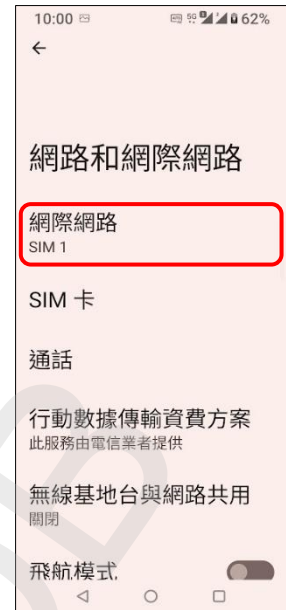 10:00 5G 62%
網路和網際網路
網際網路
SIM 1
SIM 卡
通話
行動數據傳輸資費方案
此服務由電信業者提供
無線基地台與網路共用
關閉
飛航模式